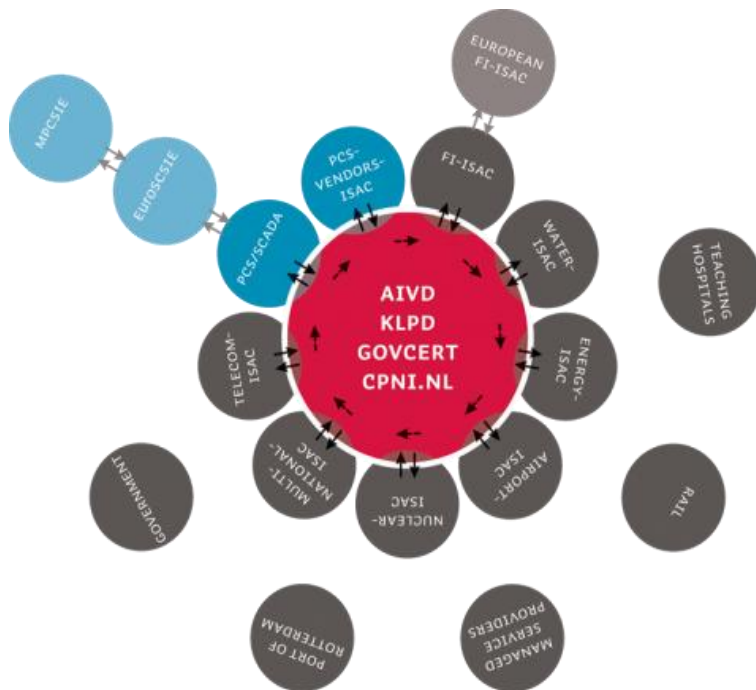 EUROPEAN
FI-ISAC
MPCSIE
EUROSCSIE
PCS-
VENDORS-
ISAC
FI-ISAC
PCS/SCADA
WATER-
ISAC
TEACHING
HOSPITALS
AIVD
KLPD
GOVCERT
CPNI.NL
TELECOM-
ISAC
ENERGY-
ISAC
MULTI-
NATIONAL-
ISAC
NUCLEAR-
ISAC
AIRPORT-
ISAC
GOVERNMENT
RAIL
PORT OF
ROTTERDAM
MANAGED
SERVICE
PROVIDERS